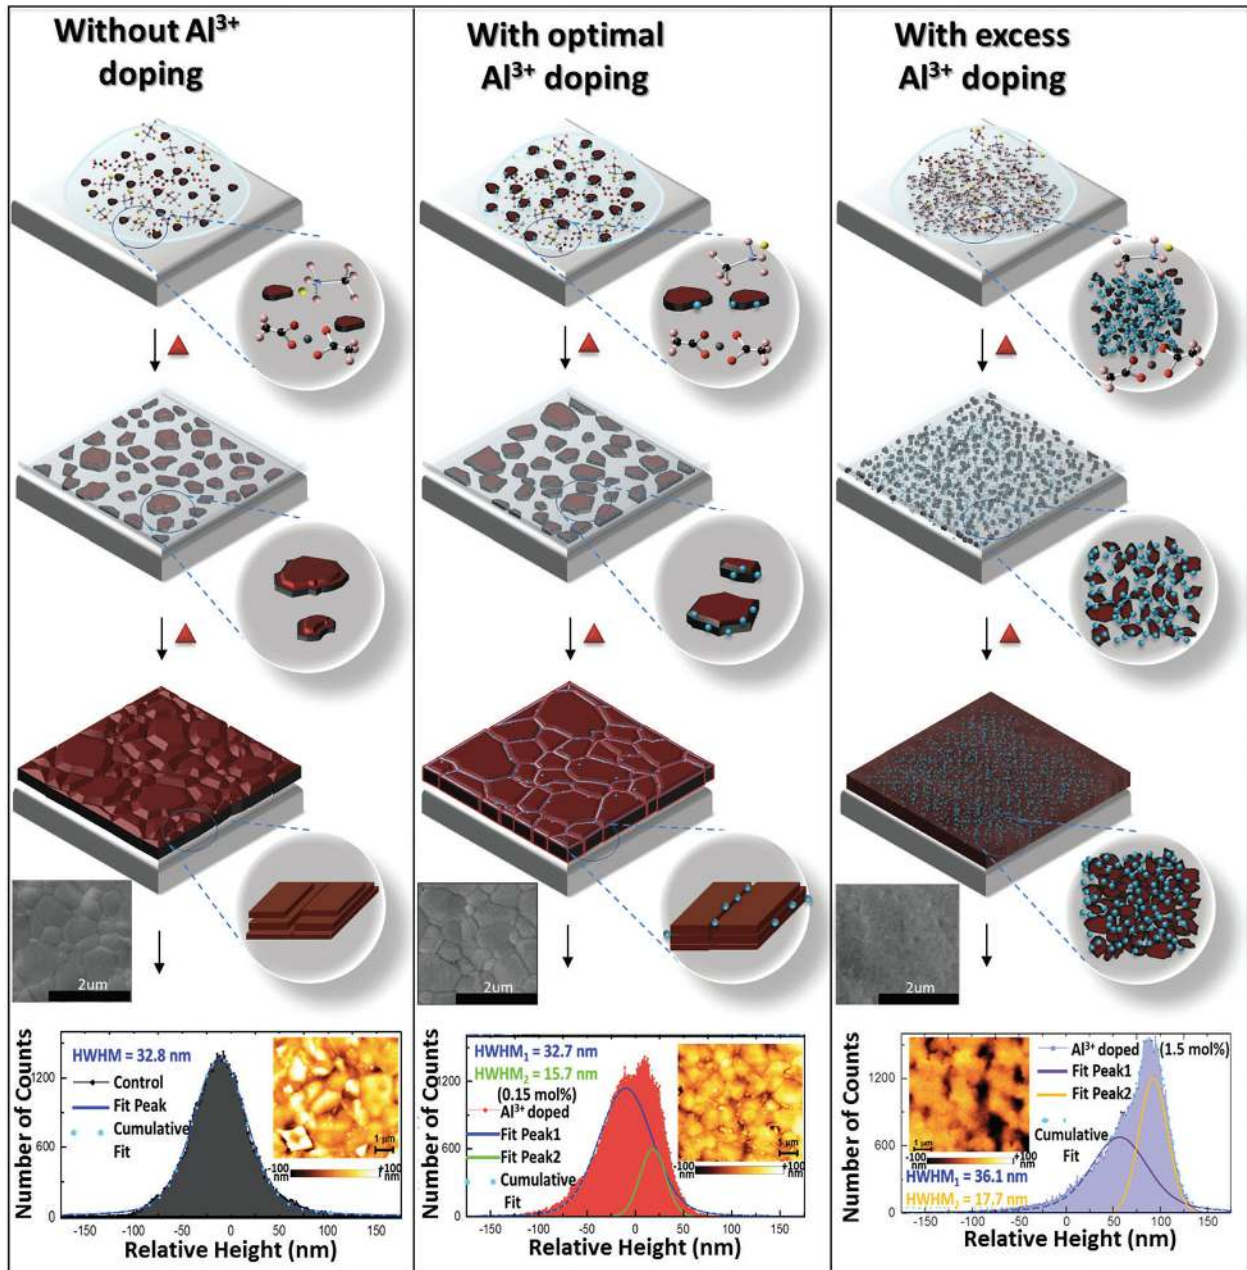 Without Al³⁺
doping
With optimal
Al³⁺ doping
With excess
Al³⁺ doping
2um
2um
2um
Number of Counts
1200
600
0
HWHM = 32.8 nm
Control
Fit Peak
Cumulative
Fit
1 μm
-100 nm
+100 nm
-150 -100 -50 0 50 100 150
Relative Height (nm)
Number of Counts
1200
600
0
HWHM₁ = 32.7 nm
HWHM₂ = 15.7 nm
(0.15 mol%)
Al³⁺ doped
Fit Peak1
Fit Peak2
Cumulative
Fit
1 μm
-100 nm
+100 nm
-150 -100 -50 0 50 100 150
Relative Height (nm)
Number of Counts
1200
600
0
Al³⁺ doped (1.5 mol%)
Fit Peak1
Fit Peak2
Cumulative
Fit
1 μm
-100 nm
+100 nm
HWHM₁ = 36.1 nm
HWHM₂ = 17.7 nm
-150 -100 -50 0 50 100 150
Relative Height (nm)